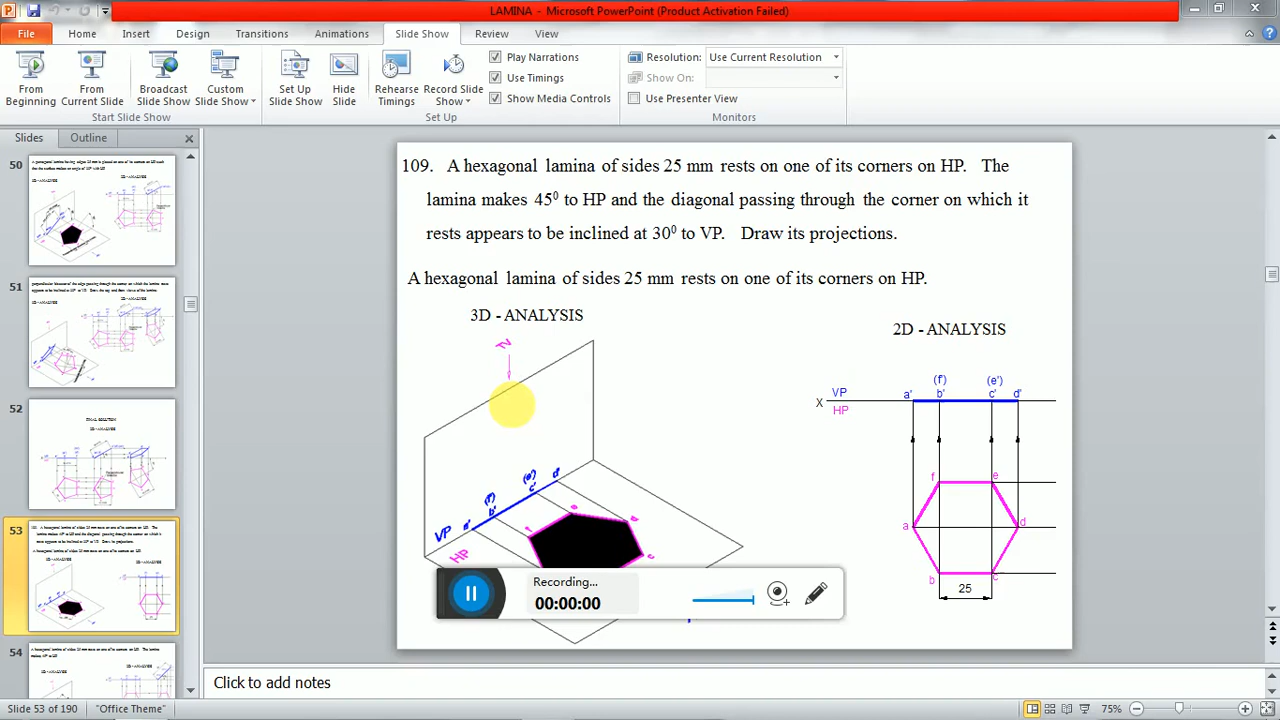 LAMINA - Microsoft PowerPoint (Product Activation Failed)
File Home Insert Design Transitions Animations Slide Show Review View
From Beginning
From Current Slide
Broadcast Slide Show
Custom Slide Show
Start Slide Show
Set Up Slide Show
Hide Slide
Rehearse Timings
Record Slide Show
Play Narrations
Use Timings
Show Media Controls
Set Up
Resolution: Use Current Resolution
Show On:
Use Presenter View
Monitors
Slides Outline
50
51
52
53
54
109. A hexagonal lamina of sides 25 mm rests on one of its corners on HP. The
lamina makes 45⁰ to HP and the diagonal passing through the corner on which it
rests appears to be inclined at 30⁰ to VP. Draw its projections.
A hexagonal lamina of sides 25 mm rests on one of its corners on HP.
3D - ANALYSIS
2D - ANALYSIS
TV
VP
HP
a'
(f')
b'
(e')
c'
d'
f
e
d
c
X
VP
HP
a'
(f')
b'
(e')
c'
d'
f
e
a
d
b
c
25
Recording...
00:00:00
Click to add notes
Slide 53 of 190 "Office Theme" 75%